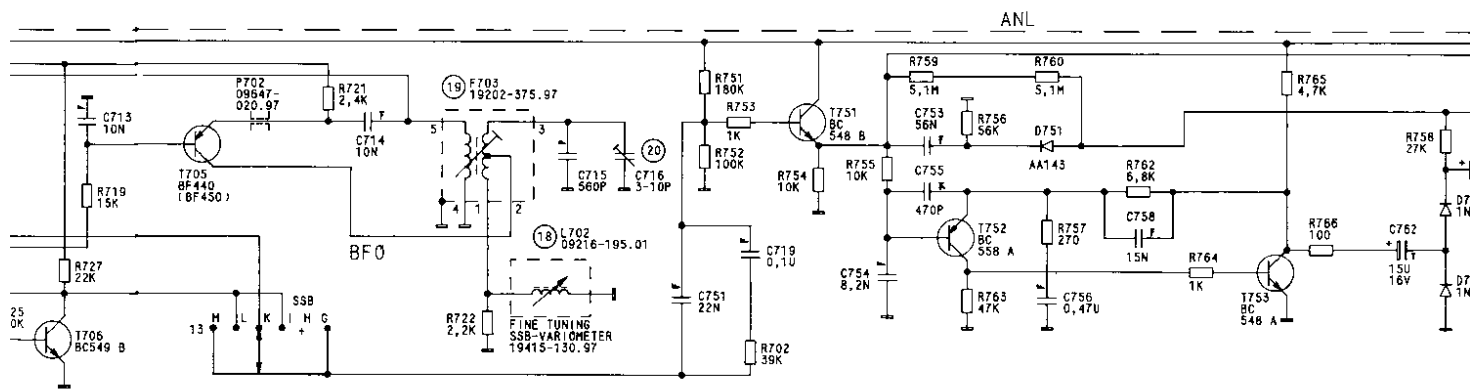 ANL
P702
09647-
020.97
R721
2,4K
19
F703
19202-375.97
C713
10N
C714
10N
5
3
20
T705
BF440
(BF450)
C715
560P
C716
3-10P
R719
15K
4
1
2
BFO
18
L702
09216-195.01
R727
22K
25
0K
T706
BC549 B
SSB
13
M
L
K
I
H
G
+
R722
2,2K
FINE TUNING
SSB-VARIOMETER
19415-130.97
R751
180K
R753
1K
R752
100K
T751
BC
548 B
R754
10K
C719
0,1U
C751
22N
R702
39K
R759
5,1M
R760
5,1M
C753
56N
R756
56K
D751
AA143
R755
10K
C755
470P
R762
6,8K
C758
15N
T752
BC
558 A
R757
270
C754
8,2N
R763
47K
C756
0,47U
R764
1K
R765
4,7K
T753
BC
548 A
R766
100
C762
15U
16V
R758
27K
+
D7
1N
D7
1N